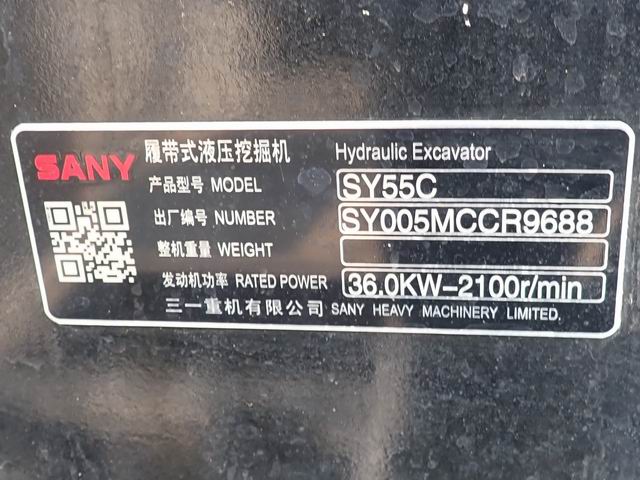 SANY 履带式液压挖掘机 Hydraulic Excavator
产品型号 MODEL SY55C
出厂编号 NUMBER SY005MCCR9688
整机重量 WEIGHT
发动机功率 RATED POWER 36.0KW-2100r/min
三一重机有限公司 SANY HEAVY MACHINERY LIMITED.